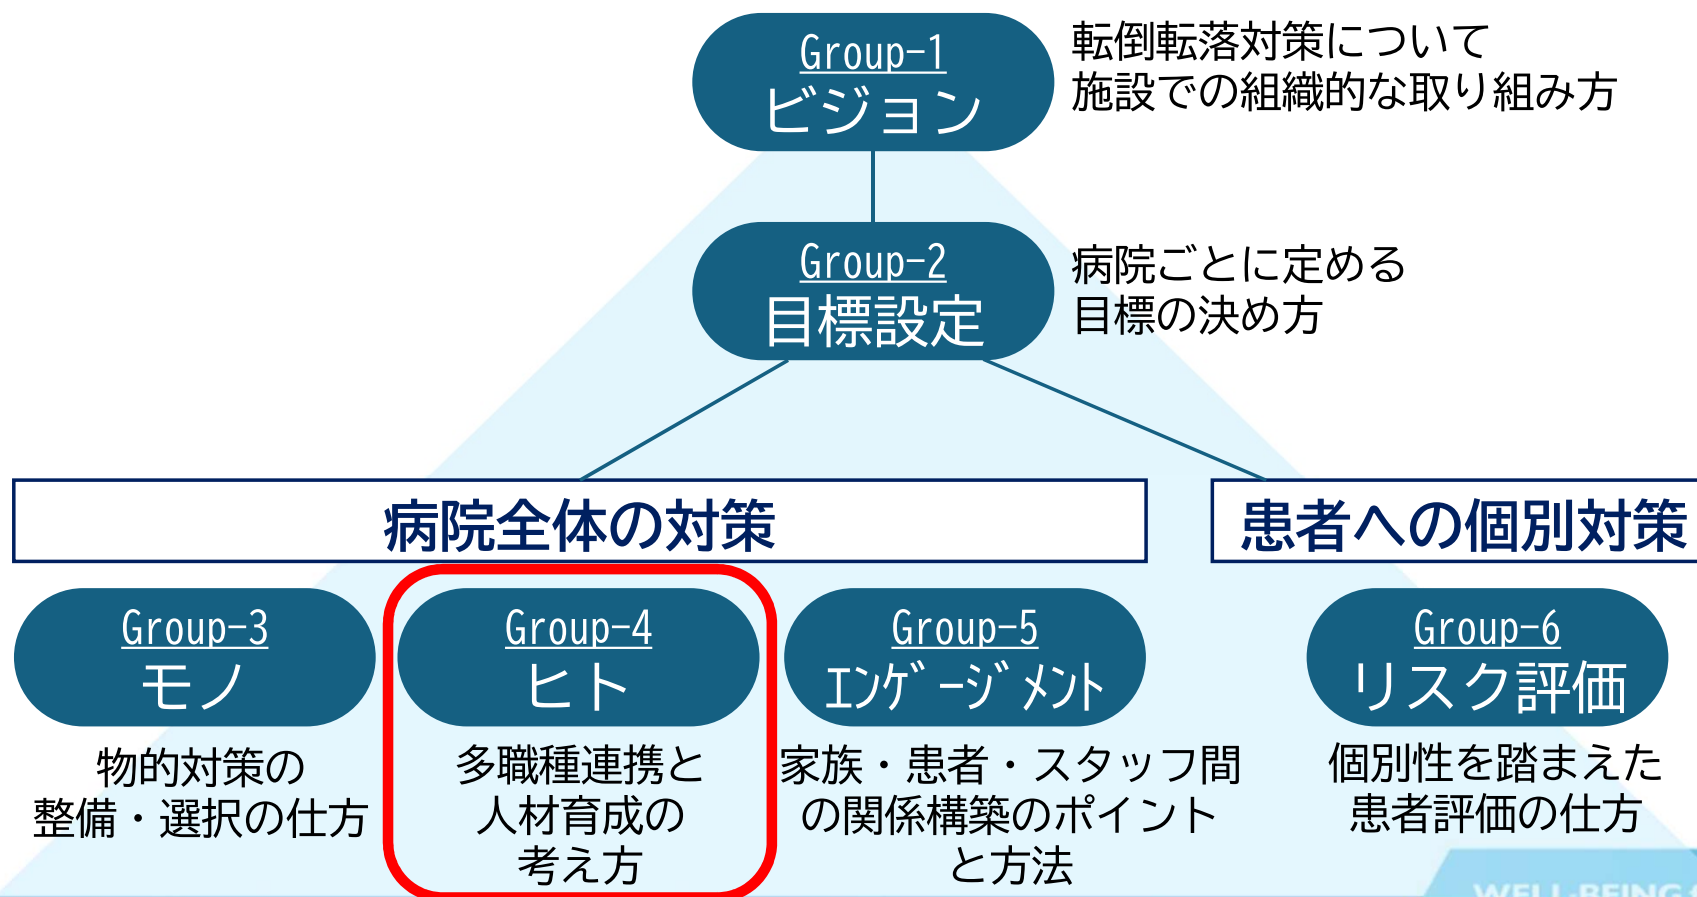 Group-1
ビジョン
転倒転落対策について
施設での組織的な取り組み方
Group-2
目標設定
病院ごとに定める
目標の決め方
病院全体の対策
患者への個別対策
Group-3
モノ
物的対策の
整備・選択の仕方
Group-4
ヒト
多職種連携と
人材育成の
考え方
Group-5
ｴﾝｹﾞｰｼﾞﾒﾝﾄ
家族・患者・スタッフ間
の関係構築のポイント
と方法
Group-6
リスク評価
個別性を踏まえた
患者評価の仕方
WELL-BEING